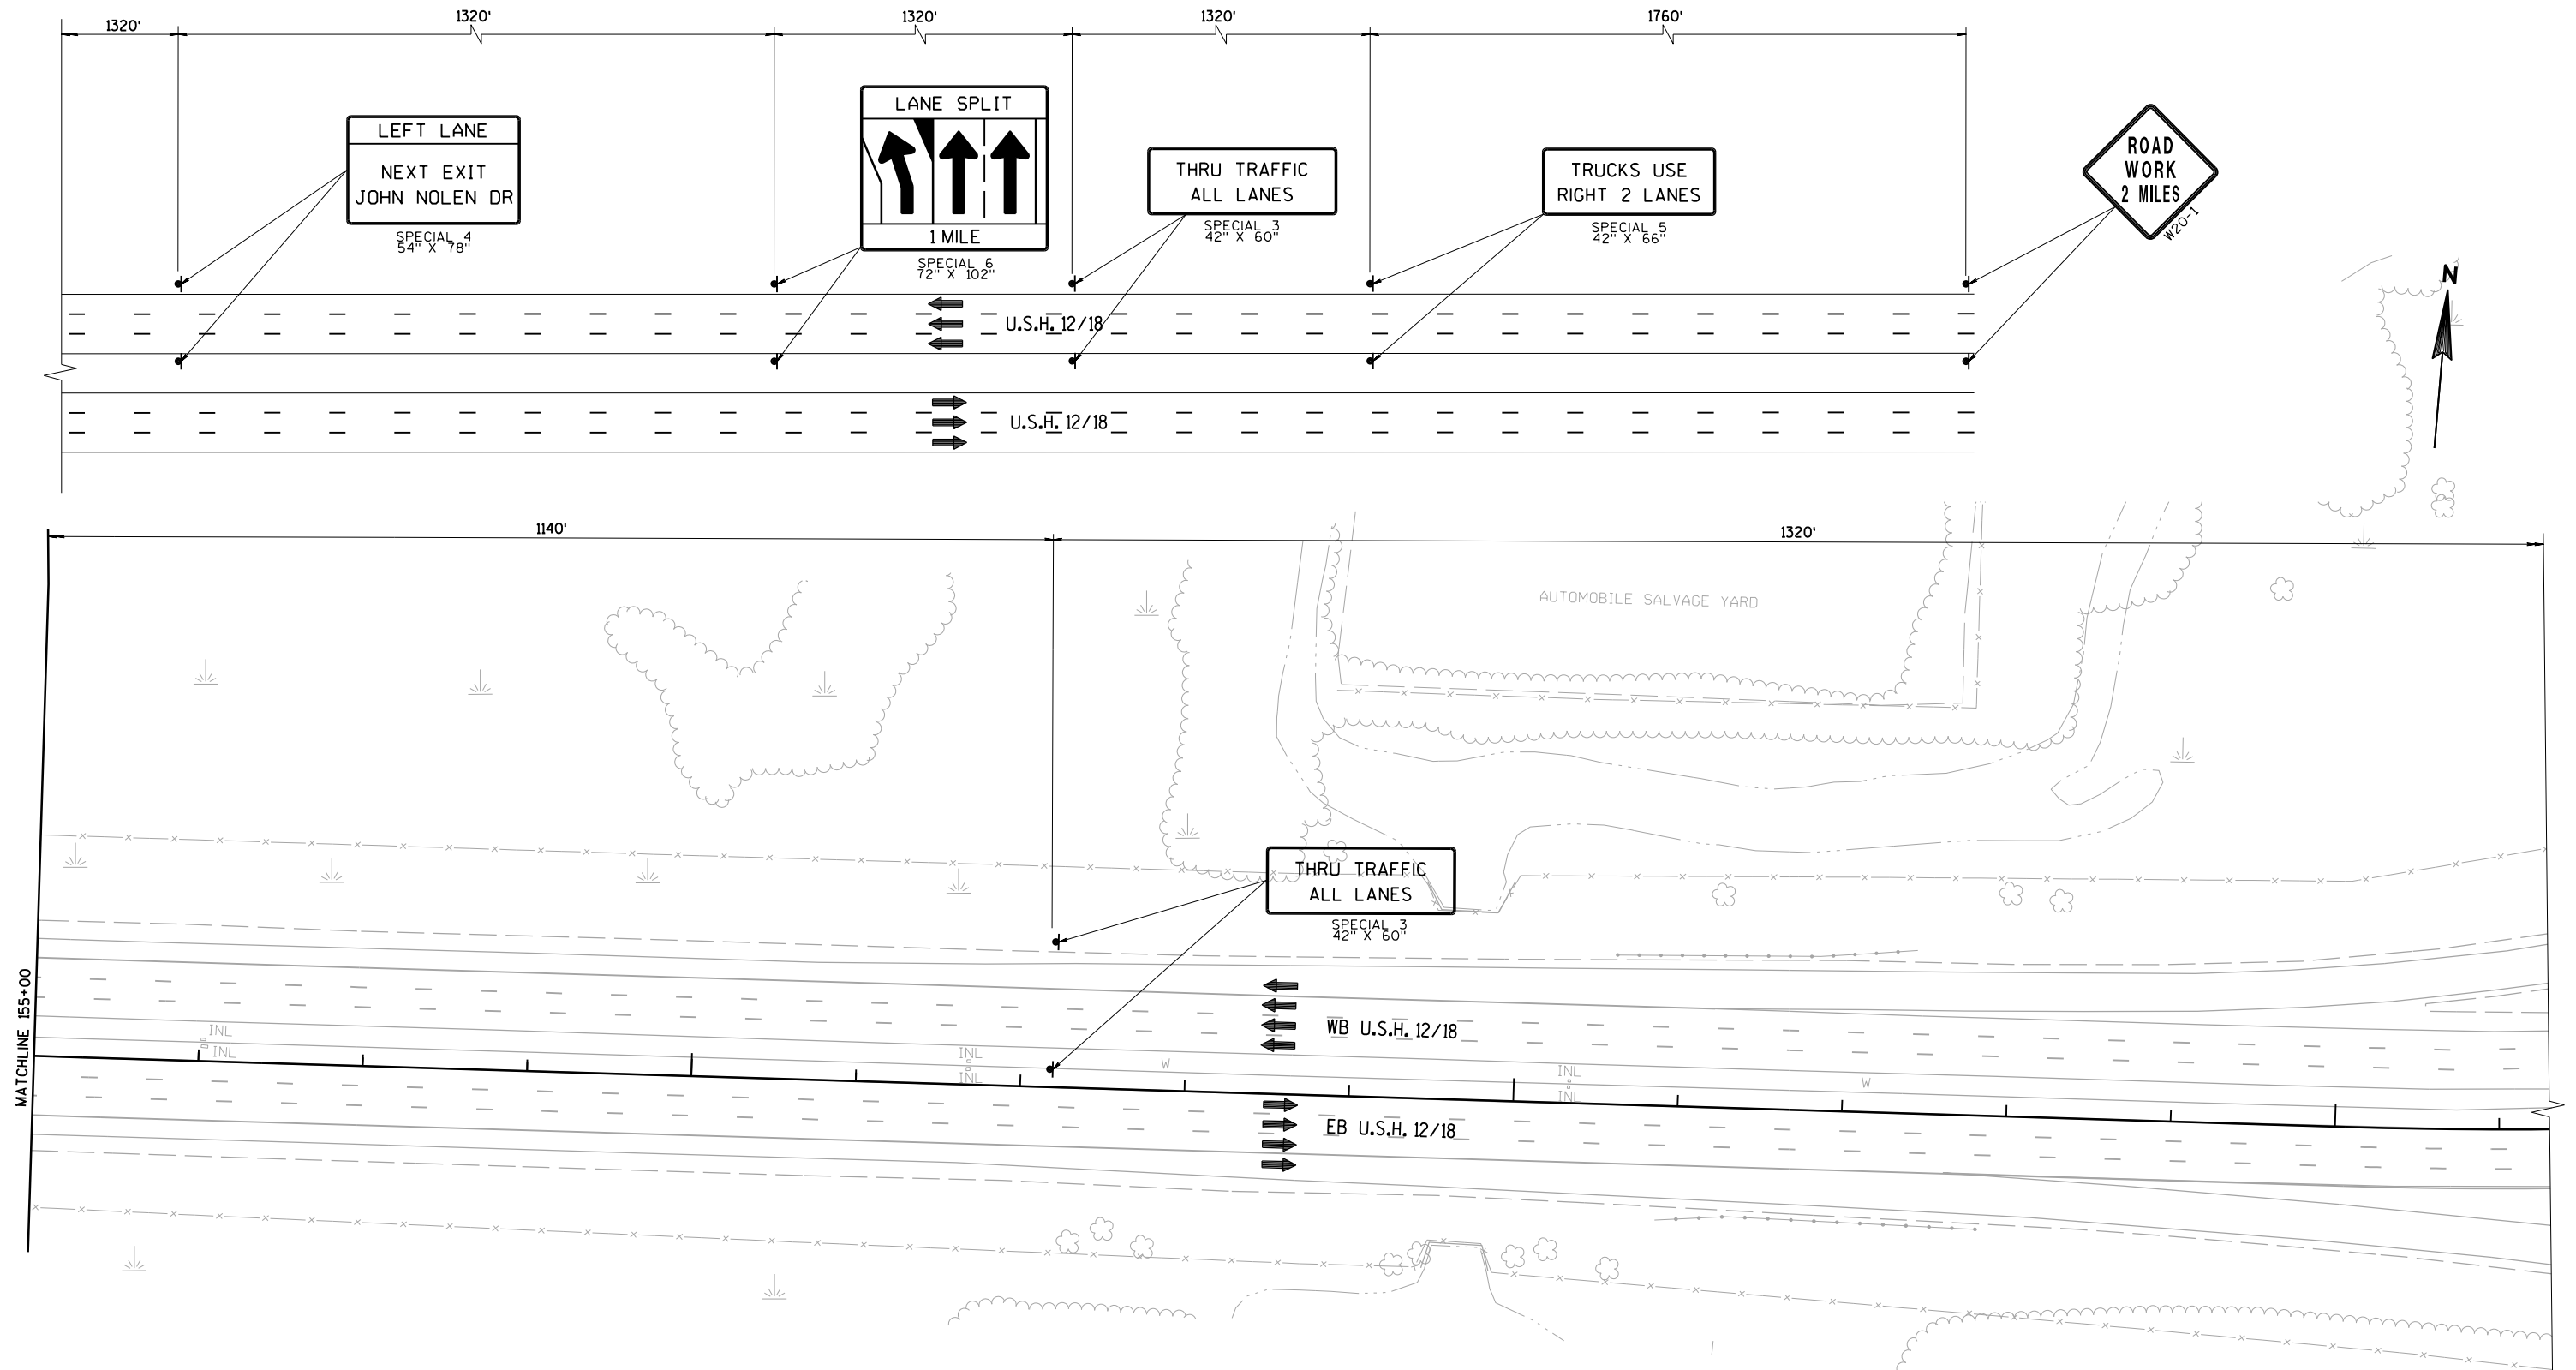 1320'
1320'
1320'
1320'
1760'
LEFT LANE
NEXT EXIT
JOHN NOLEN DR
SPECIAL 4
54" X 78"
LANE SPLIT
1 MILE
SPECIAL 6
72" X 102"
THRU TRAFFIC
ALL LANES
SPECIAL 3
42" X 60"
TRUCKS USE
RIGHT 2 LANES
SPECIAL 5
42" X 66"
ROAD
WORK
2 MILES
W20-1
N
U.S.H. 12/18
U.S.H. 12/18
1140'
1320'
AUTOMOBILE SALVAGE YARD
THRU TRAFFIC
ALL LANES
SPECIAL 3
42" X 60"
MATCHLINE 155+00
INL
INL
INL
INL
W
WB U.S.H. 12/18
INL
INL
W
EB U.S.H. 12/18